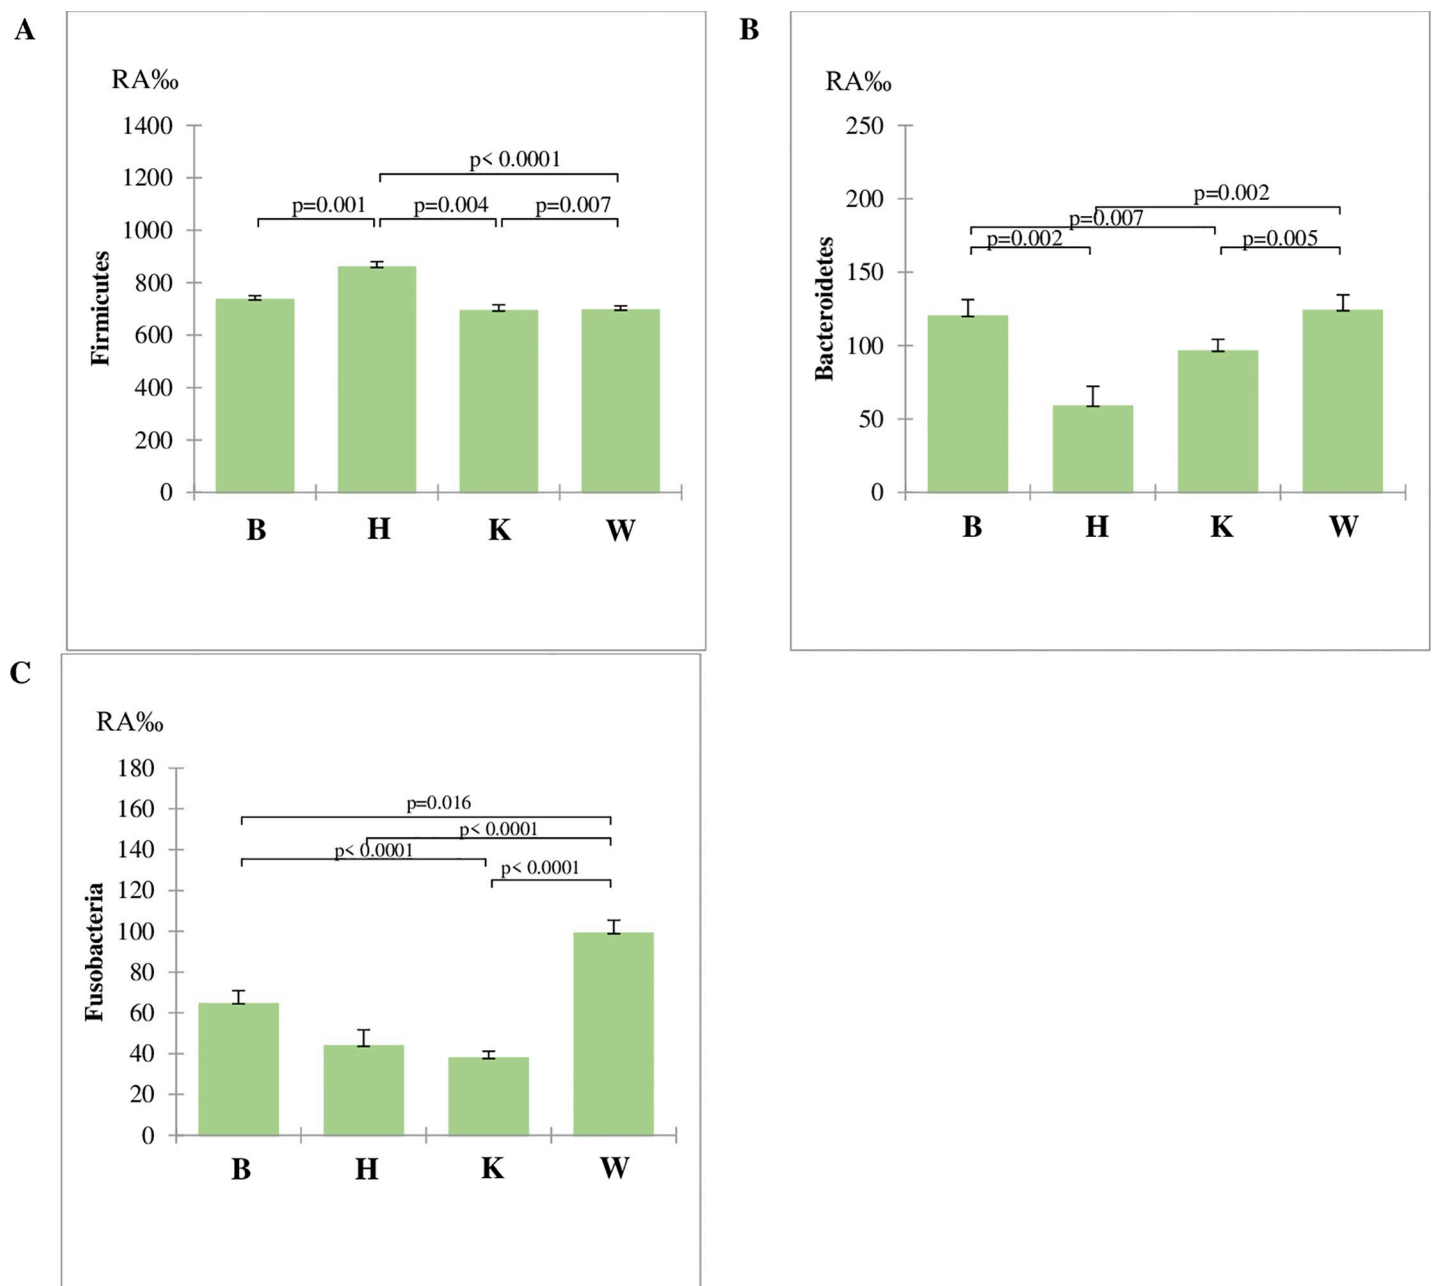 A
RA‰
Firmicutes
1400
1200
1000
800
600
400
200
0
p< 0.0001
p=0.001 p=0.004 p=0.007
B H K W
B
RA‰
Bacteroidetes
250
200
150
100
50
0
p=0.002
p=0.007
p=0.002 p=0.005
B H K W
C
RA‰
Fusobacteria
180
160
140
120
100
80
60
40
20
0
p=0.016
p< 0.0001
p< 0.0001
p< 0.0001
B H K W